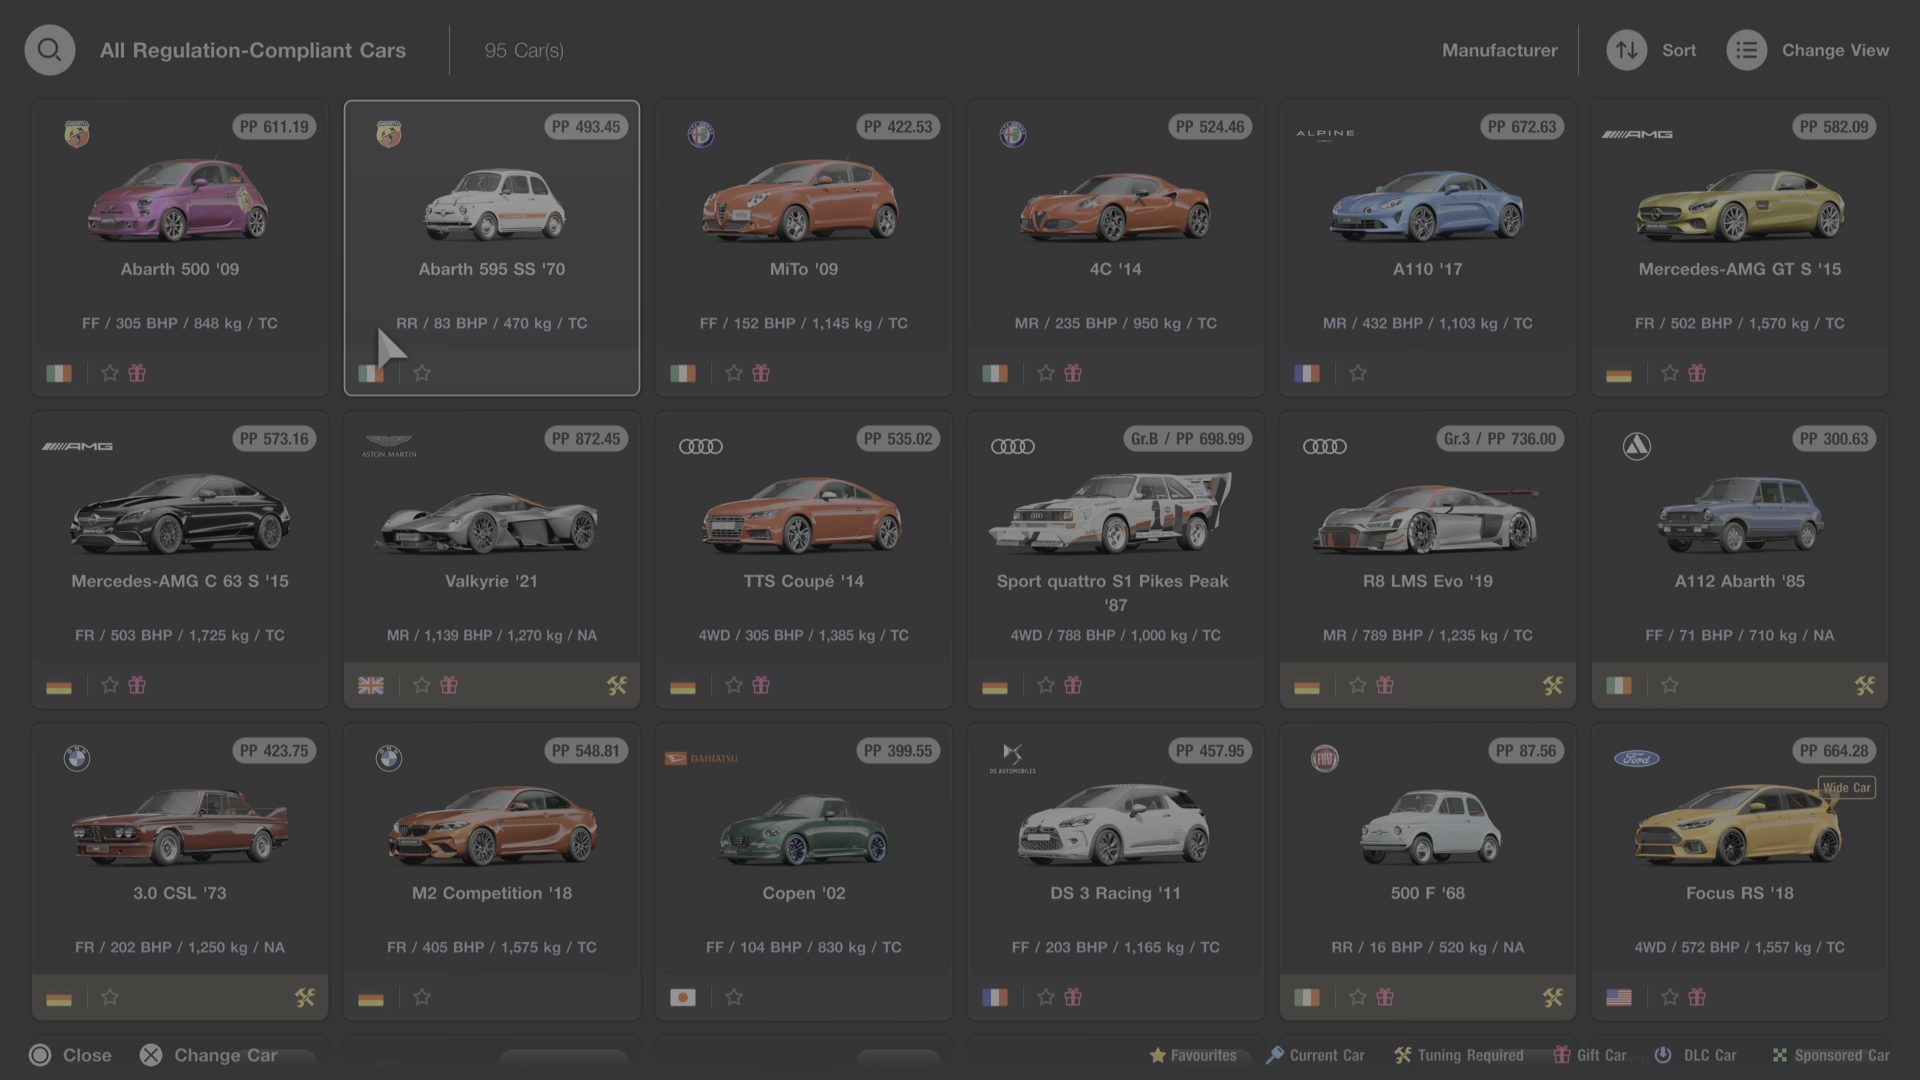 All Regulation-Compliant Cars
95 Car(s)
Manufacturer
Sort
Change View
PP 611.19
Abarth 500 '09
FF / 305 BHP / 848 kg / TC
PP 493.45
Abarth 595 SS '70
RR / 83 BHP / 470 kg / TC
PP 422.53
MiTo '09
FF / 152 BHP / 1,145 kg / TC
PP 524.46
4C '14
MR / 235 BHP / 950 kg / TC
ALPINE
PP 672.63
A110 '17
MR / 432 BHP / 1,103 kg / TC
AMG
PP 582.09
Mercedes-AMG GT S '15
FR / 502 BHP / 1,570 kg / TC
AMG
PP 573.16
Mercedes-AMG C 63 S '15
FR / 503 BHP / 1,725 kg / TC
ASTON MARTIN
PP 872.45
Valkyrie '21
MR / 1,139 BHP / 1,270 kg / NA
PP 535.02
TTS Coupé '14
4WD / 305 BHP / 1,385 kg / TC
Gr.B / PP 698.99
Sport quattro S1 Pikes Peak
'87
4WD / 788 BHP / 1,000 kg / TC
Gr.3 / PP 736.00
R8 LMS Evo '19
MR / 789 BHP / 1,235 kg / TC
PP 300.63
A112 Abarth '85
FF / 71 BHP / 710 kg / NA
BMW
PP 423.75
3.0 CSL '73
FR / 202 BHP / 1,250 kg / NA
BMW
PP 548.81
M2 Competition '18
FR / 405 BHP / 1,575 kg / TC
DAIHATSU
PP 399.55
Copen '02
FF / 104 BHP / 830 kg / TC
DS AUTOMOBILES
PP 457.95
DS 3 Racing '11
FF / 203 BHP / 1,165 kg / TC
FIAT
PP 87.56
500 F '68
RR / 16 BHP / 520 kg / NA
Ford
PP 664.28
Wide Car
Focus RS '18
4WD / 572 BHP / 1,557 kg / TC
Close
Change Car
Favourites
Current Car
Tuning Required
Gift Car
DLC Car
Sponsored Car